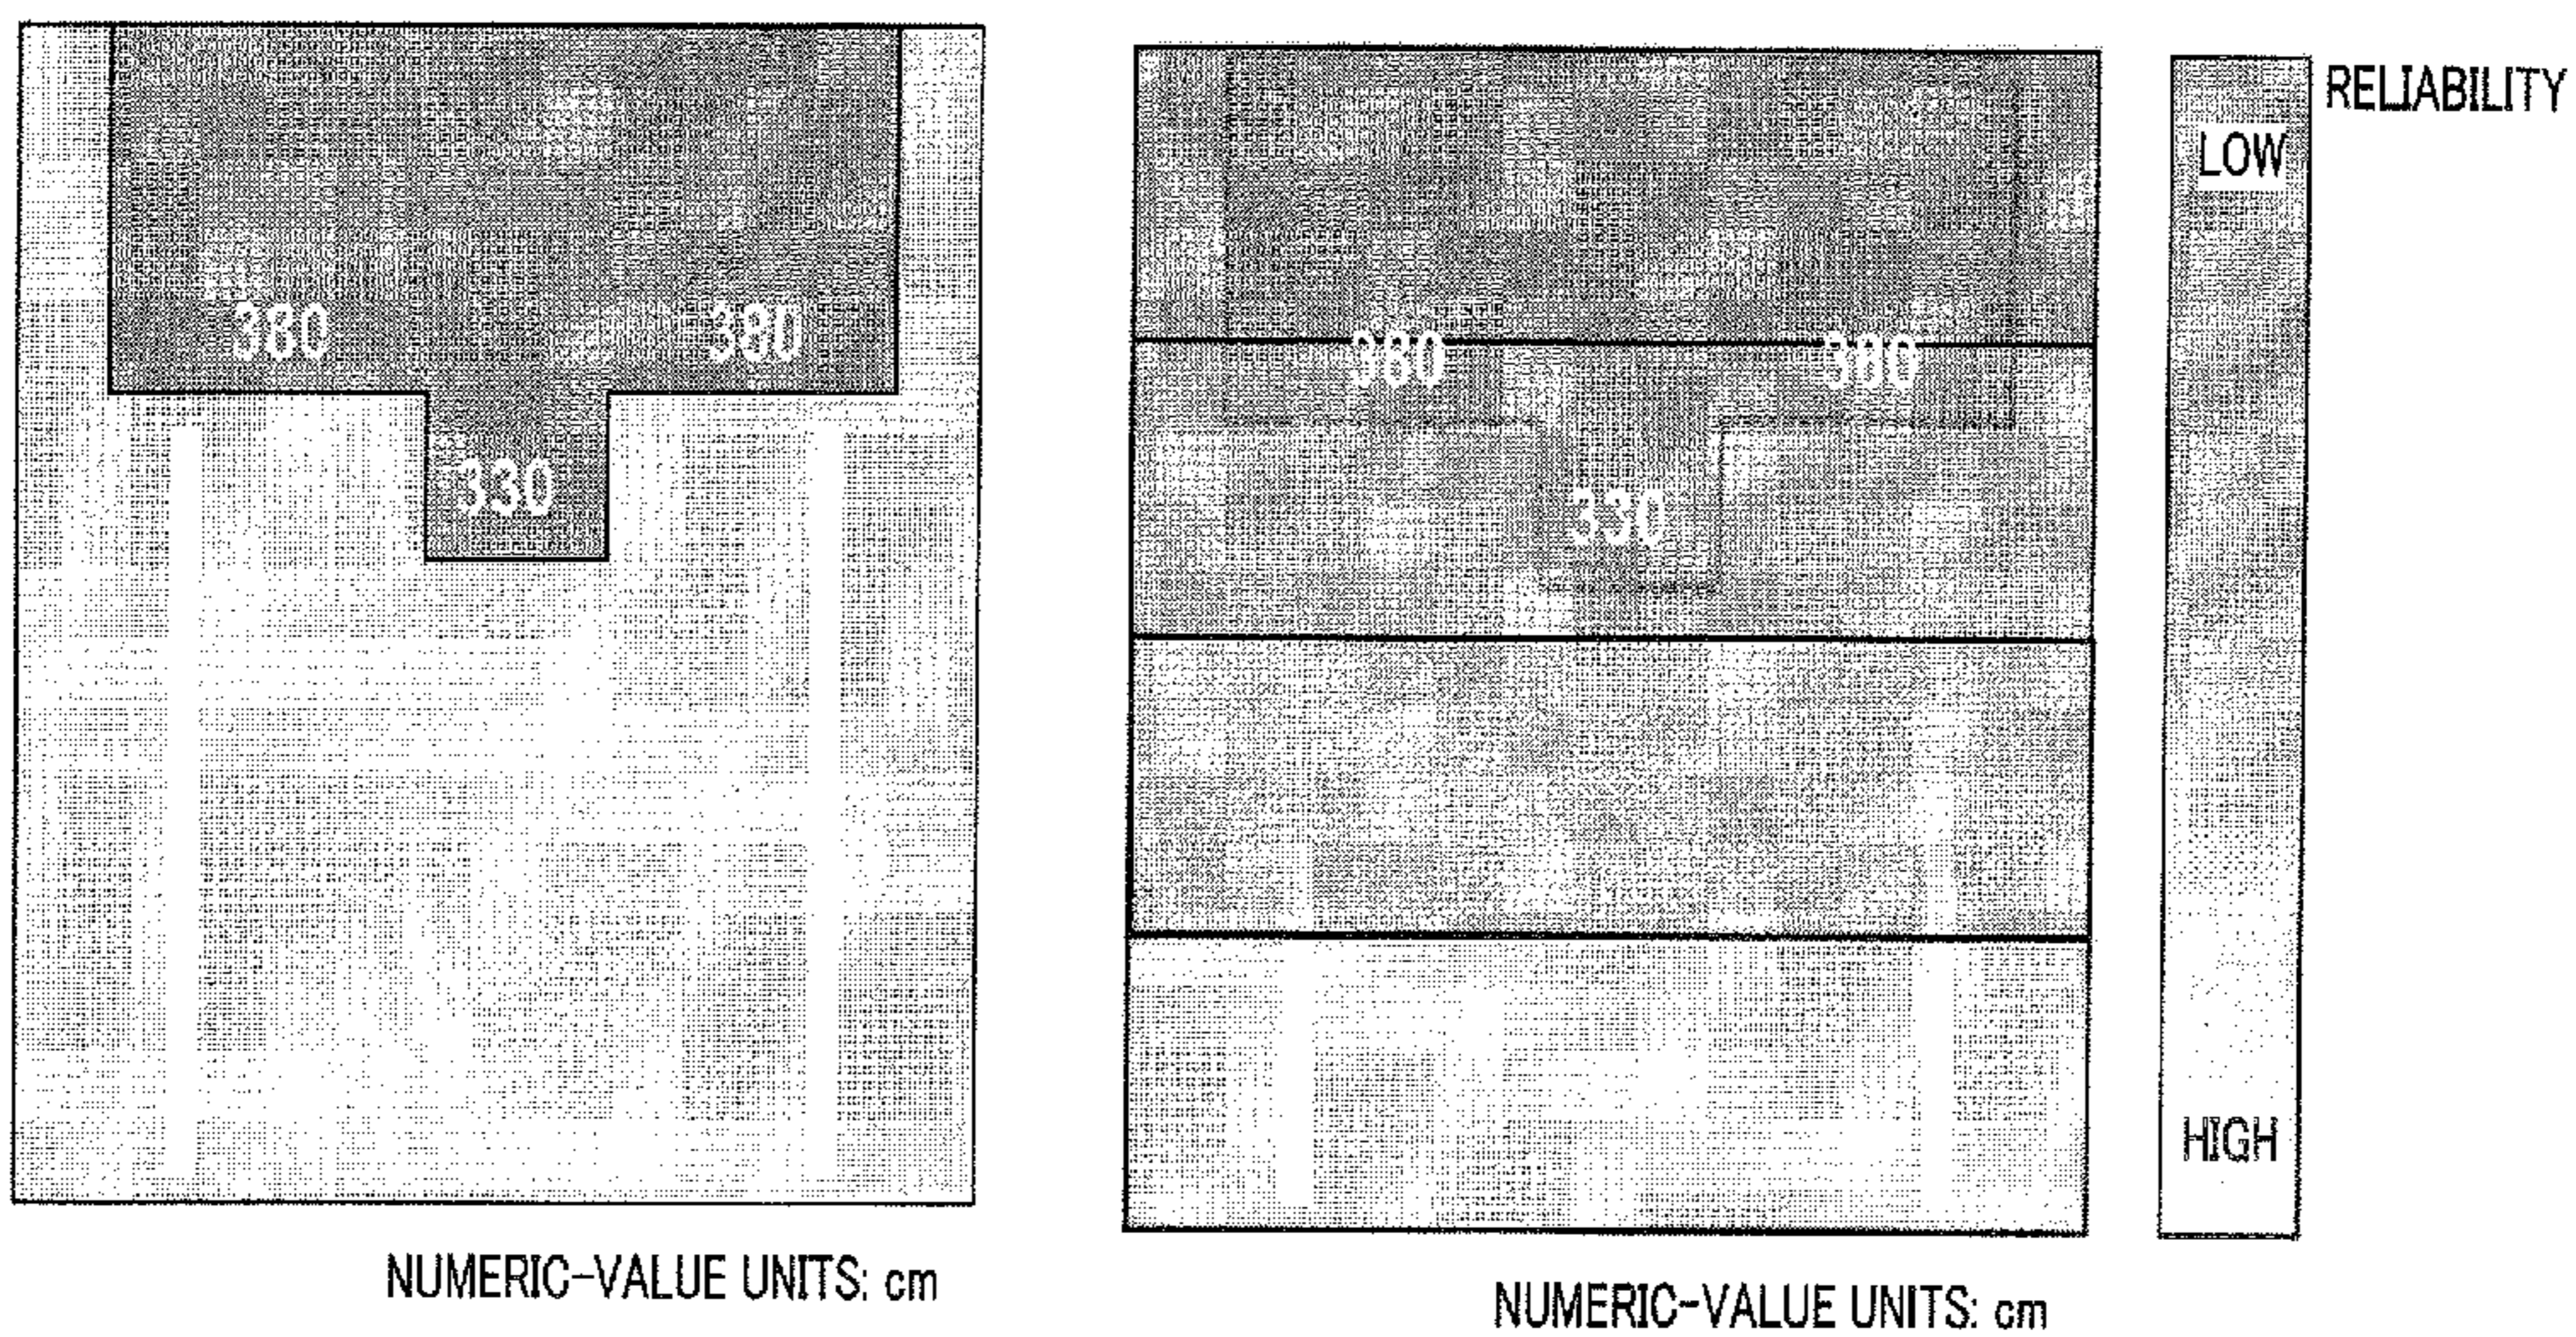 380 380
330
NUMERIC-VALUE UNITS: cm
380 380
330
NUMERIC-VALUE UNITS: cm
RELIABILITY
LOW
HIGH